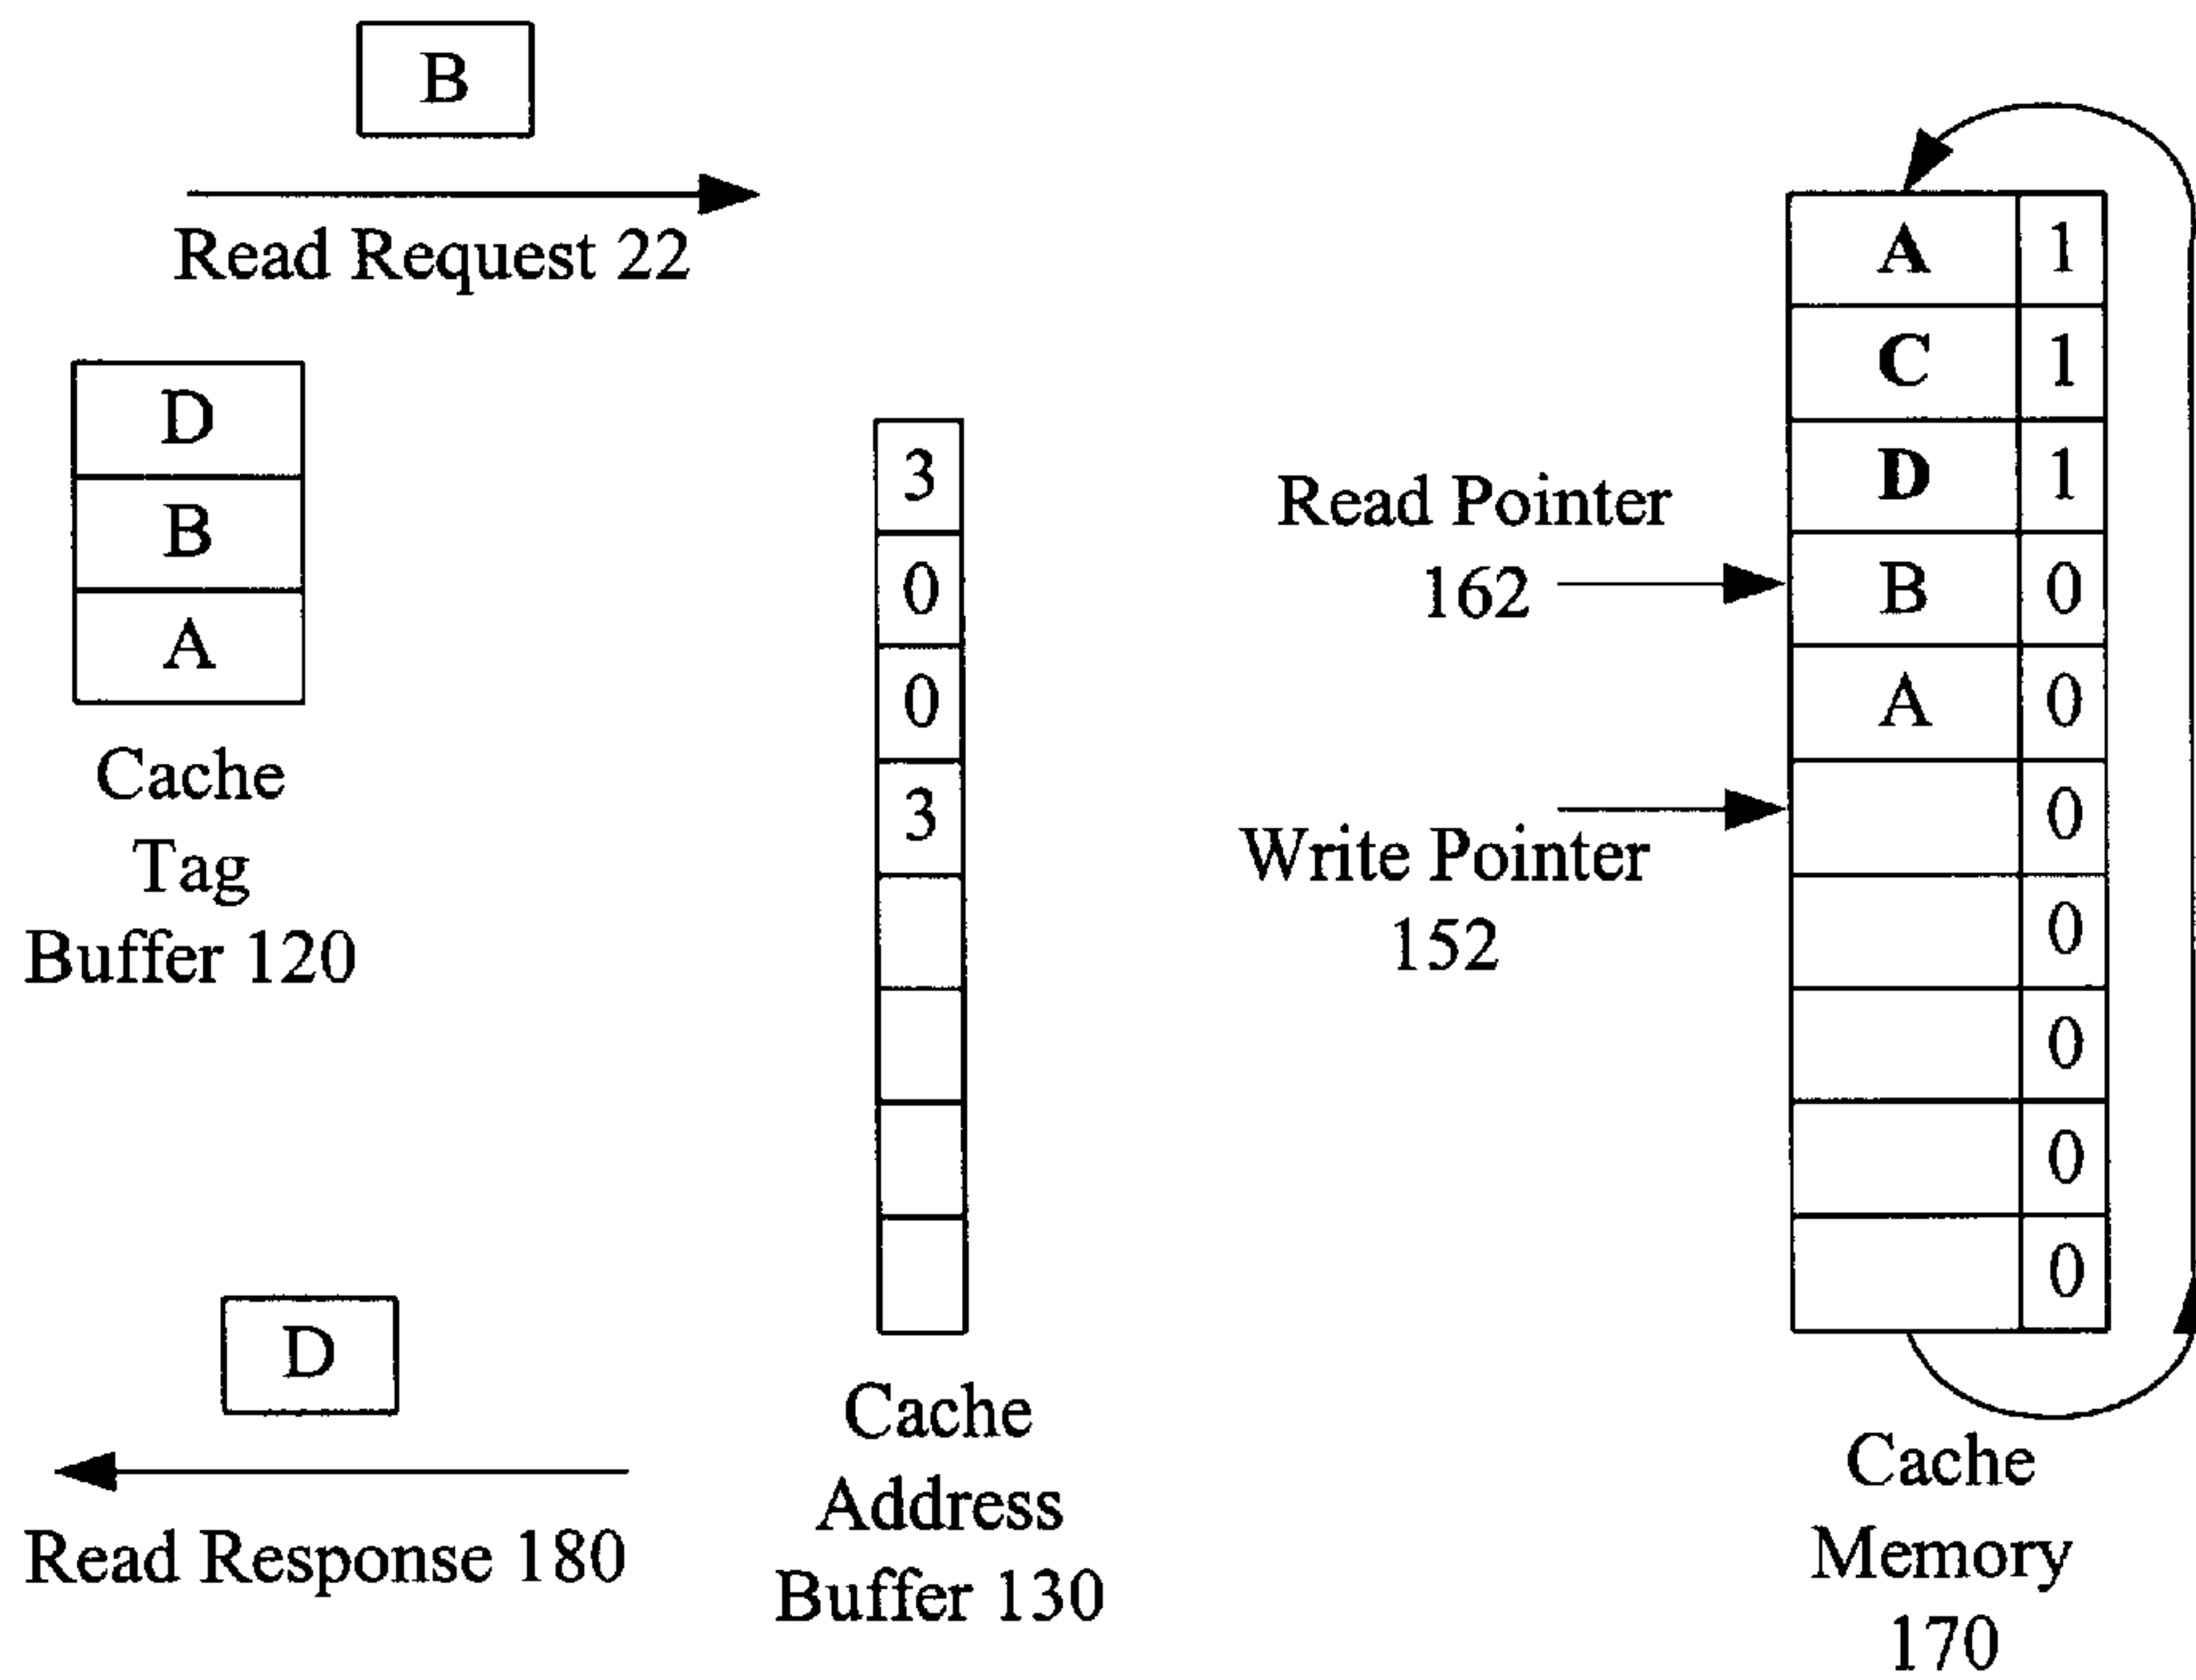 B
Read Request 22
D
B
A
Cache
Tag
Buffer 120
D
Read Response 180
3
0
0
3
Cache
Address
Buffer 130
Read Pointer
162
Write Pointer
152
A 1
C 1
D 1
B 0
A 0
0
0
0
0
0
Cache
Memory
170